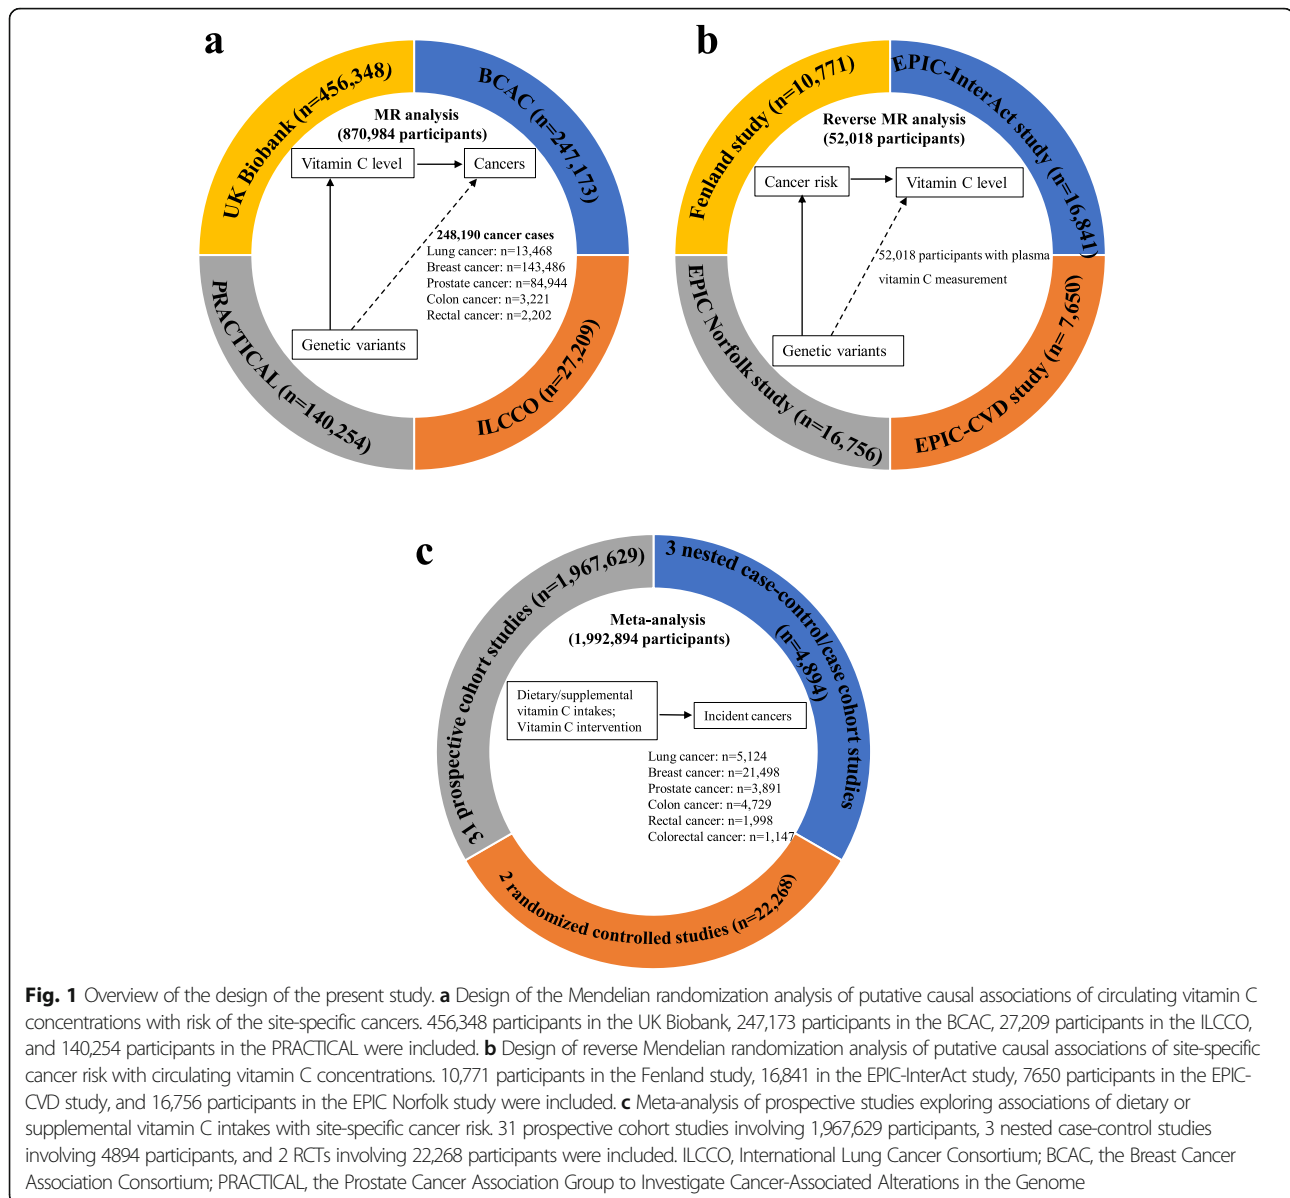 a
UK Biobank (n=456,348)
BCAC (n=247,173)
MR analysis
(870,984 participants)
Vitamin C level
Cancers
248,190 cancer cases
Lung cancer: n=13,468
Breast cancer: n=143,486
Prostate cancer: n=84,944
Colon cancer: n=3,221
Rectal cancer: n=2,202
Genetic variants
PRACTICAL (n=140,254)
ILCCO (n=27,209)
b
Fenland study (n=10,771)
EPIC-InterAct study (n=16,841)
Reverse MR analysis
(52,018 participants)
Cancer risk
Vitamin C level
52,018 participants with plasma
vitamin C measurement
Genetic variants
EPIC Norfolk study (n=16,756)
EPIC-CVD study (n= 7,650)
c
31 prospective cohort studies (n=1,967,629)
3 nested case-control/case cohort studies
(n=4,894)
Meta-analysis
(1,992,894 participants)
Dietary/supplemental
vitamin C intakes;
Vitamin C intervention
Incident cancers
Lung cancer: n=5,124
Breast cancer: n=21,498
Prostate cancer: n=3,891
Colon cancer: n=4,729
Rectal cancer: n=1,998
Colorectal cancer: n=1,147
2 randomized controlled studies (n=22,268)
Fig. 1 Overview of the design of the present study. a Design of the Mendelian randomization analysis of putative causal associations of circulating vitamin C
concentrations with risk of the site-specific cancers. 456,348 participants in the UK Biobank, 247,173 participants in the BCAC, 27,209 participants in the ILCCO,
and 140,254 participants in the PRACTICAL were included. b Design of reverse Mendelian randomization analysis of putative causal associations of site-specific
cancer risk with circulating vitamin C concentrations. 10,771 participants in the Fenland study, 16,841 in the EPIC-InterAct study, 7650 participants in the EPIC-
CVD study, and 16,756 participants in the EPIC Norfolk study were included. c Meta-analysis of prospective studies exploring associations of dietary or
supplemental vitamin C intakes with site-specific cancer risk. 31 prospective cohort studies involving 1,967,629 participants, 3 nested case-control studies
involving 4894 participants, and 2 RCTs involving 22,268 participants were included. ILCCO, International Lung Cancer Consortium; BCAC, the Breast Cancer
Association Consortium; PRACTICAL, the Prostate Cancer Association Group to Investigate Cancer-Associated Alterations in the Genome